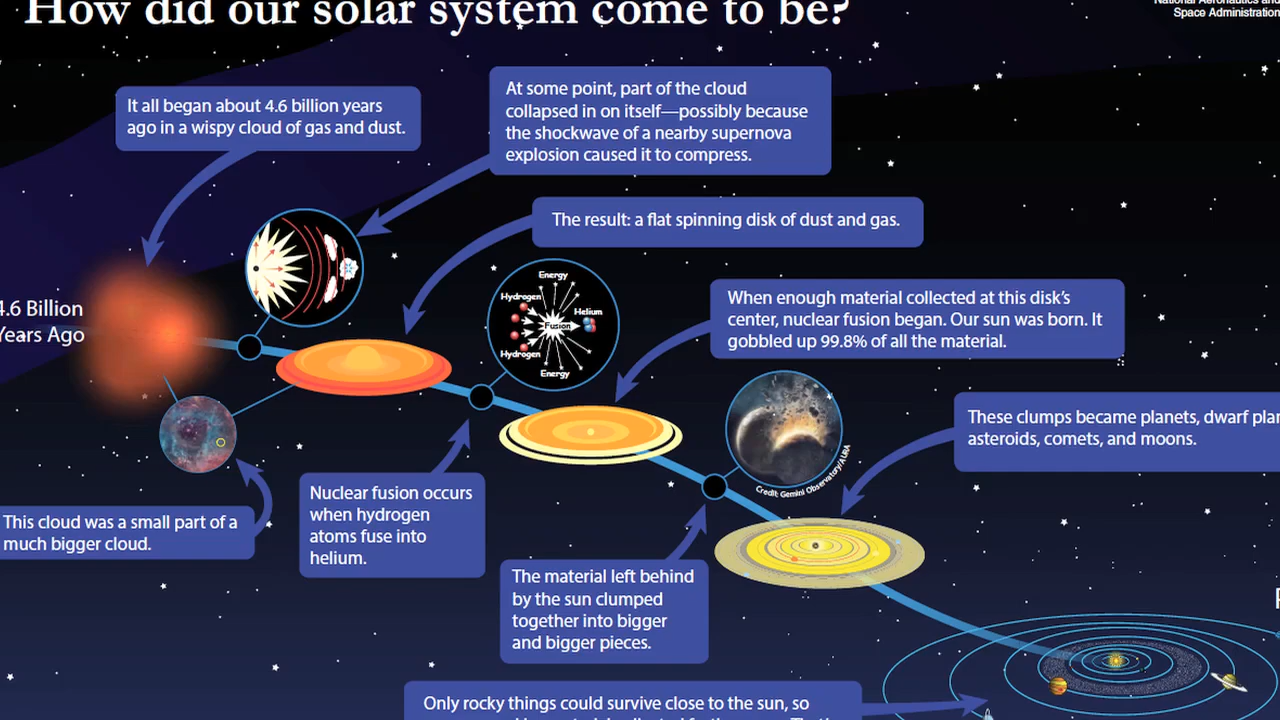 How did our solar system come to be?
National Aeronautics and
Space Administration
It all began about 4.6 billion years
ago in a wispy cloud of gas and dust.
At some point, part of the cloud
collapsed in on itself—possibly because
the shockwave of a nearby supernova
explosion caused it to compress.
The result: a flat spinning disk of dust and gas.
4.6 Billion
Years Ago
Energy
Hydrogen
Helium
Fusion
Hydrogen
Energy
When enough material collected at this disk's
center, nuclear fusion began. Our sun was born. It
gobbled up 99.8% of all the material.
These clumps became planets, dwarf
asteroids, comets, and moons.
Credit: Gemini Observatory/AURA
This cloud was a small part of a
much bigger cloud.
Nuclear fusion occurs
when hydrogen
atoms fuse into
helium.
The material left behind
by the sun clumped
together into bigger
and bigger pieces.
Only rocky things could survive close to the sun, so